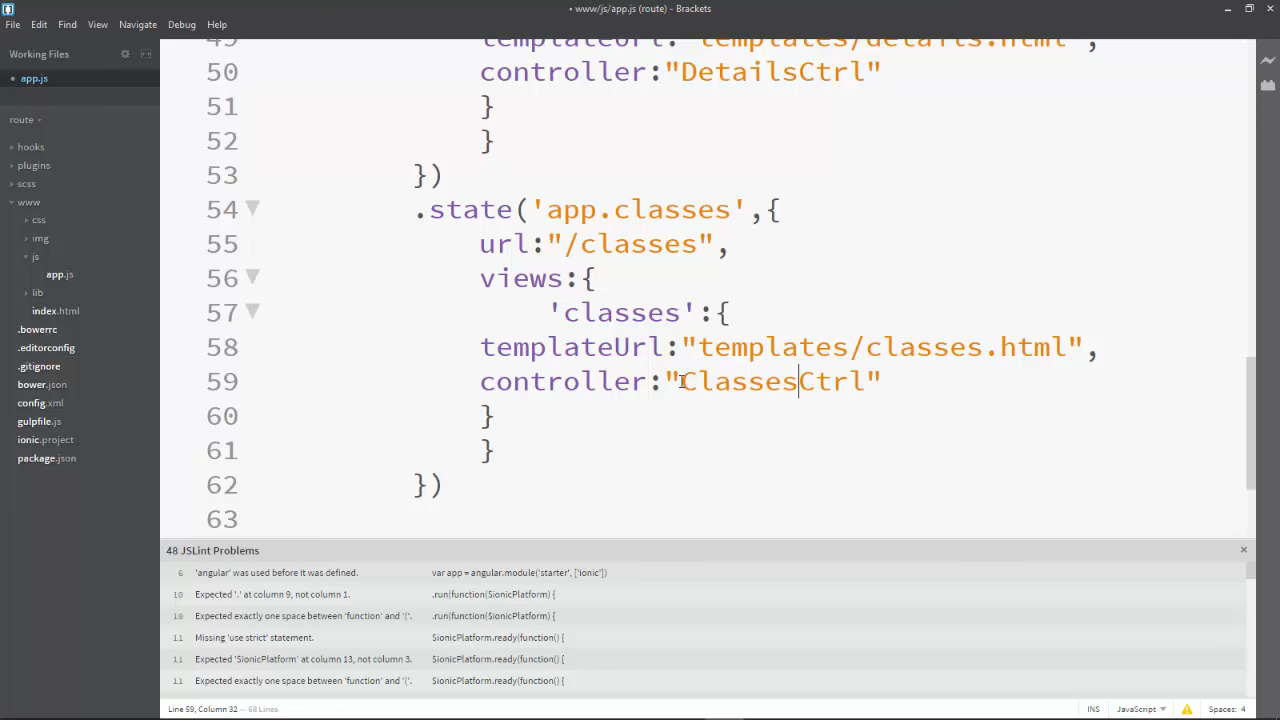 • www/js/app.js (route) - Brackets
File Edit Find View Navigate Debug Help
Working Files
• app.js
route
hooks
plugins
scss
www
css
img
js
app.js
lib
index.html
.bowerrc
.editorconfig
.gitignore
bower.json
config.xml
gulpfile.js
ionic.project
package.json
49 templateUrl:"templates/details.html",
50 controller:"DetailsCtrl"
51 }
52 }
53 })
54 .state('app.classes',{
55 url:"/classes",
56 views:{
57 'classes':{
58 templateUrl:"templates/classes.html",
59 controller:"ClassesCtrl"
60 }
61 }
62 })
63
48 JSLint Problems
6 'angular' was used before it was defined. var app = angular.module('starter', ['ionic'])
10 Expected '.' at column 9, not column 1. .run(function($ionicPlatform) {
10 Expected exactly one space between 'function' and '('. .run(function($ionicPlatform) {
11 Missing 'use strict' statement. $ionicPlatform.ready(function() {
11 Expected '$ionicPlatform' at column 13, not column 3. $ionicPlatform.ready(function() {
11 Expected exactly one space between 'function' and '('. $ionicPlatform.ready(function() {
Line 59, Column 32 — 68 Lines INS JavaScript Spaces: 4